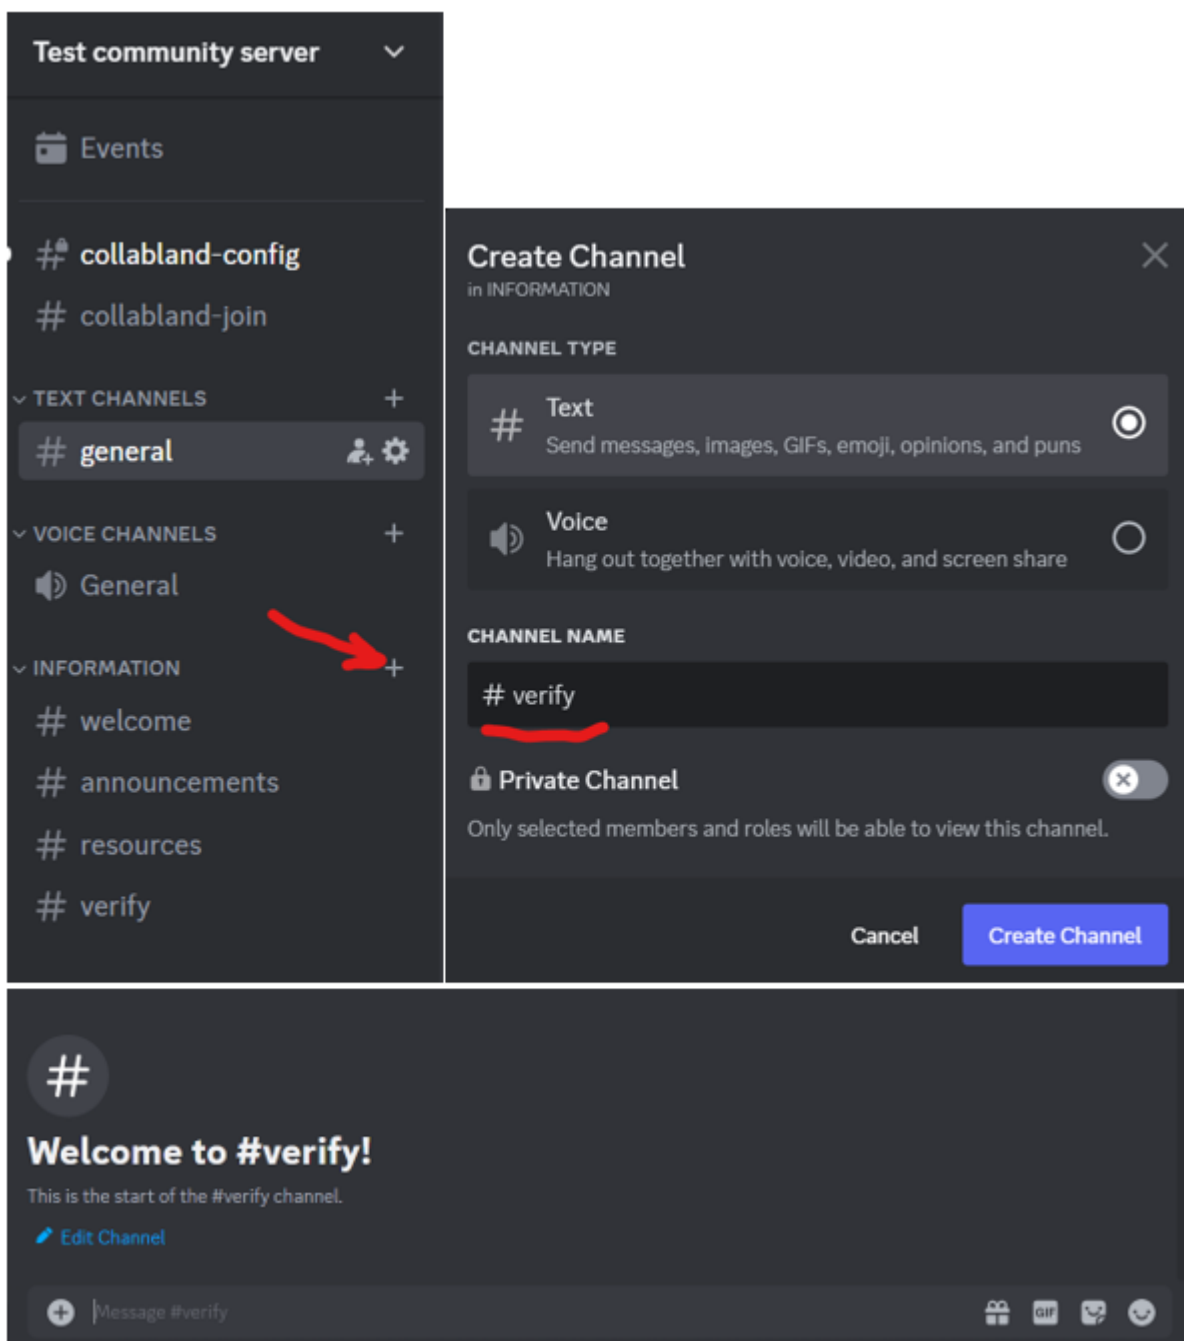 Test community server
Events
collabland-config
collabland-join
TEXT CHANNELS
general
VOICE CHANNELS
General
INFORMATION
# welcome
# announcements
# resources
# verify
Create Channel
in INFORMATION
CHANNEL TYPE
Text
Send messages, images, GIFs, emoji, opinions, and puns
Voice
Hang out together with voice, video, and screen share
CHANNEL NAME
# verify
Private Channel
Only selected members and roles will be able to view this channel.
Cancel
Create Channel
#
Welcome to #verify!
This is the start of the #verify channel.
Edit Channel
Message #verify
GIF